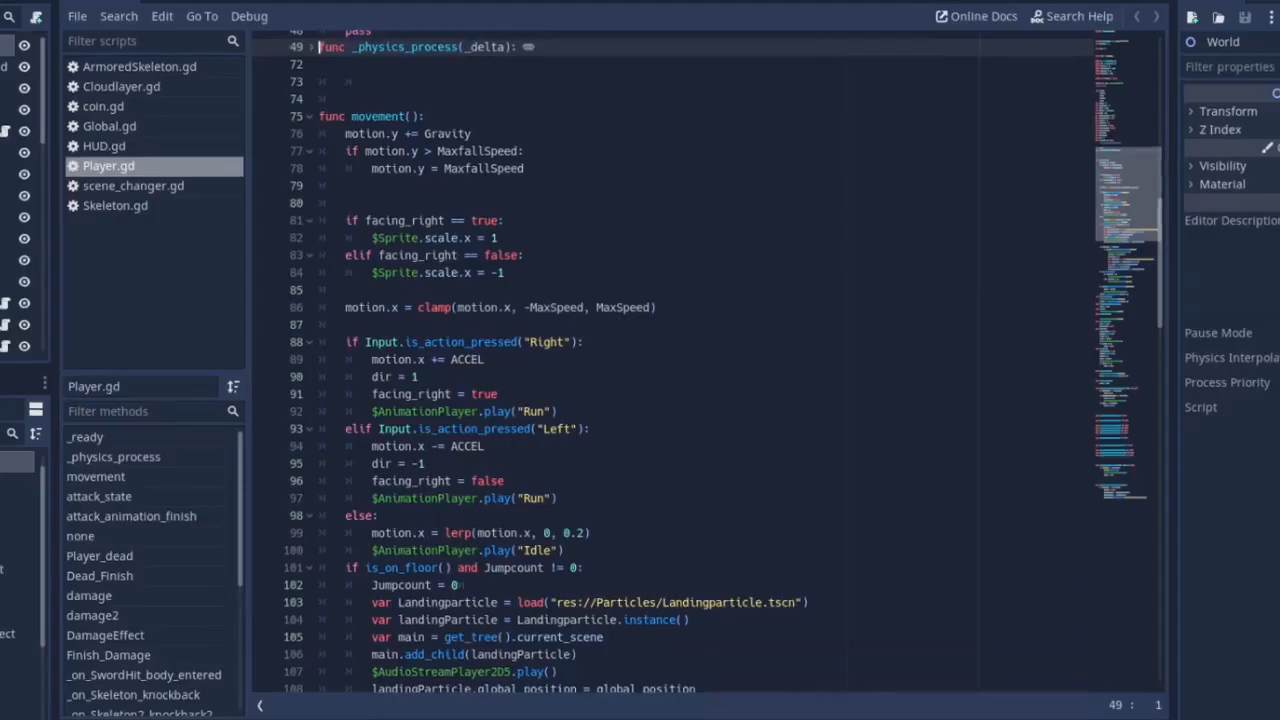 File Search Edit Go To Debug Online Docs Search Help
Filter scripts
ArmoredSkeleton.gd
Cloudlayer.gd
coin.gd
Global.gd
HUD.gd
Player.gd
scene_changer.gd
Skeleton.gd
Player.gd
Filter methods
_ready
_physics_process
movement
attack_state
attack_animation_finish
none
Player_dead
Dead_Finish
damage
damage2
DamageEffect
Finish_Damage
_on_SwordHit_body_entered
_on_Skeleton_knockback
_on_Skeleton2_knockback2
48 pass
49 func _physics_process(_delta):
72
73
74
75 func movement():
76 motion.y += Gravity
77 if motion.y > MaxfallSpeed:
78 motion.y = MaxfallSpeed
79
80
81 if facing_right == true:
82 $Sprite.scale.x = 1
83 elif facing_right == false:
84 $Sprite.scale.x = -1
85
86 motion.x = clamp(motion.x, -MaxSpeed, MaxSpeed)
87
88 if Input.is_action_pressed("Right"):
89 motion.x += ACCEL
90 dir = 1
91 facing_right = true
92 $AnimationPlayer.play("Run")
93 elif Input.is_action_pressed("Left"):
94 motion.x -= ACCEL
95 dir = -1
96 facing_right = false
97 $AnimationPlayer.play("Run")
98 else:
99 motion.x = lerp(motion.x, 0, 0.2)
100 $AnimationPlayer.play("Idle")
101 if is_on_floor() and Jumpcount != 0:
102 Jumpcount = 0
103 var Landingparticle = load("res://Particles/Landingparticle.tscn")
104 var landingParticle = Landingparticle.instance()
105 var main = get_tree().current_scene
106 main.add_child(landingParticle)
107 $AudioStreamPlayer2D5.play()
108 landingParticle.global_position = global_position
49 : 1
World
Filter properties
Transform
Z Index
Visibility
Material
Editor Descriptio
Pause Mode
Physics Interpola
Process Priority
Script